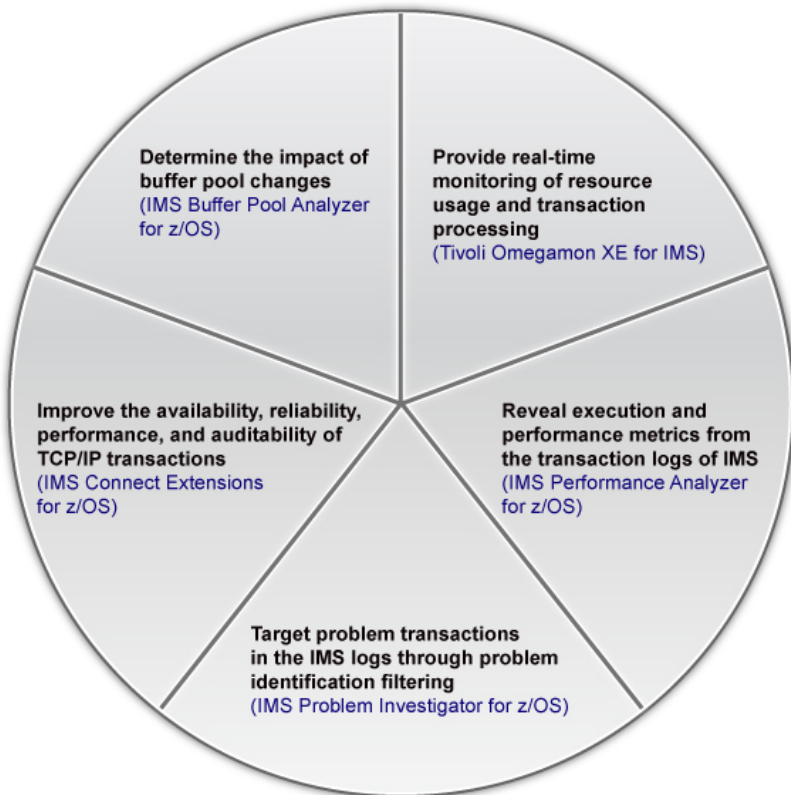 Determine the impact of
buffer pool changes
(IMS Buffer Pool Analyzer
for z/OS)
Provide real-time
monitoring of resource
usage and transaction
processing
(Tivoli Omegamon XE for IMS)
Improve the availability, reliability,
performance, and auditability of
TCP/IP transactions
(IMS Connect Extensions
for z/OS)
Reveal execution and
performance metrics from
the transaction logs of IMS
(IMS Performance Analyzer
for z/OS)
Target problem transactions
in the IMS logs through problem
identification filtering
(IMS Problem Investigator for z/OS)